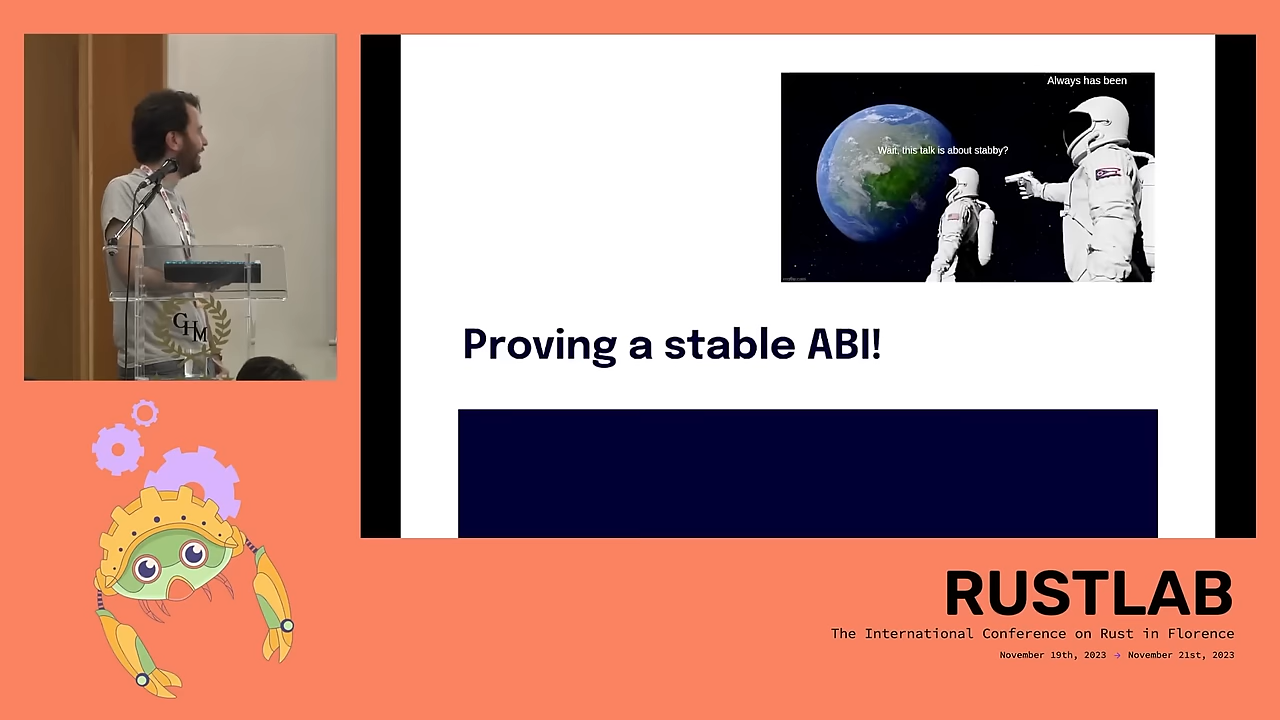 Always has been
Wait, this talk is about stabby?
Proving a stable ABI!
GHM
RUSTLAB
The International Conference on Rust in Florence
November 19th, 2023 → November 21st, 2023